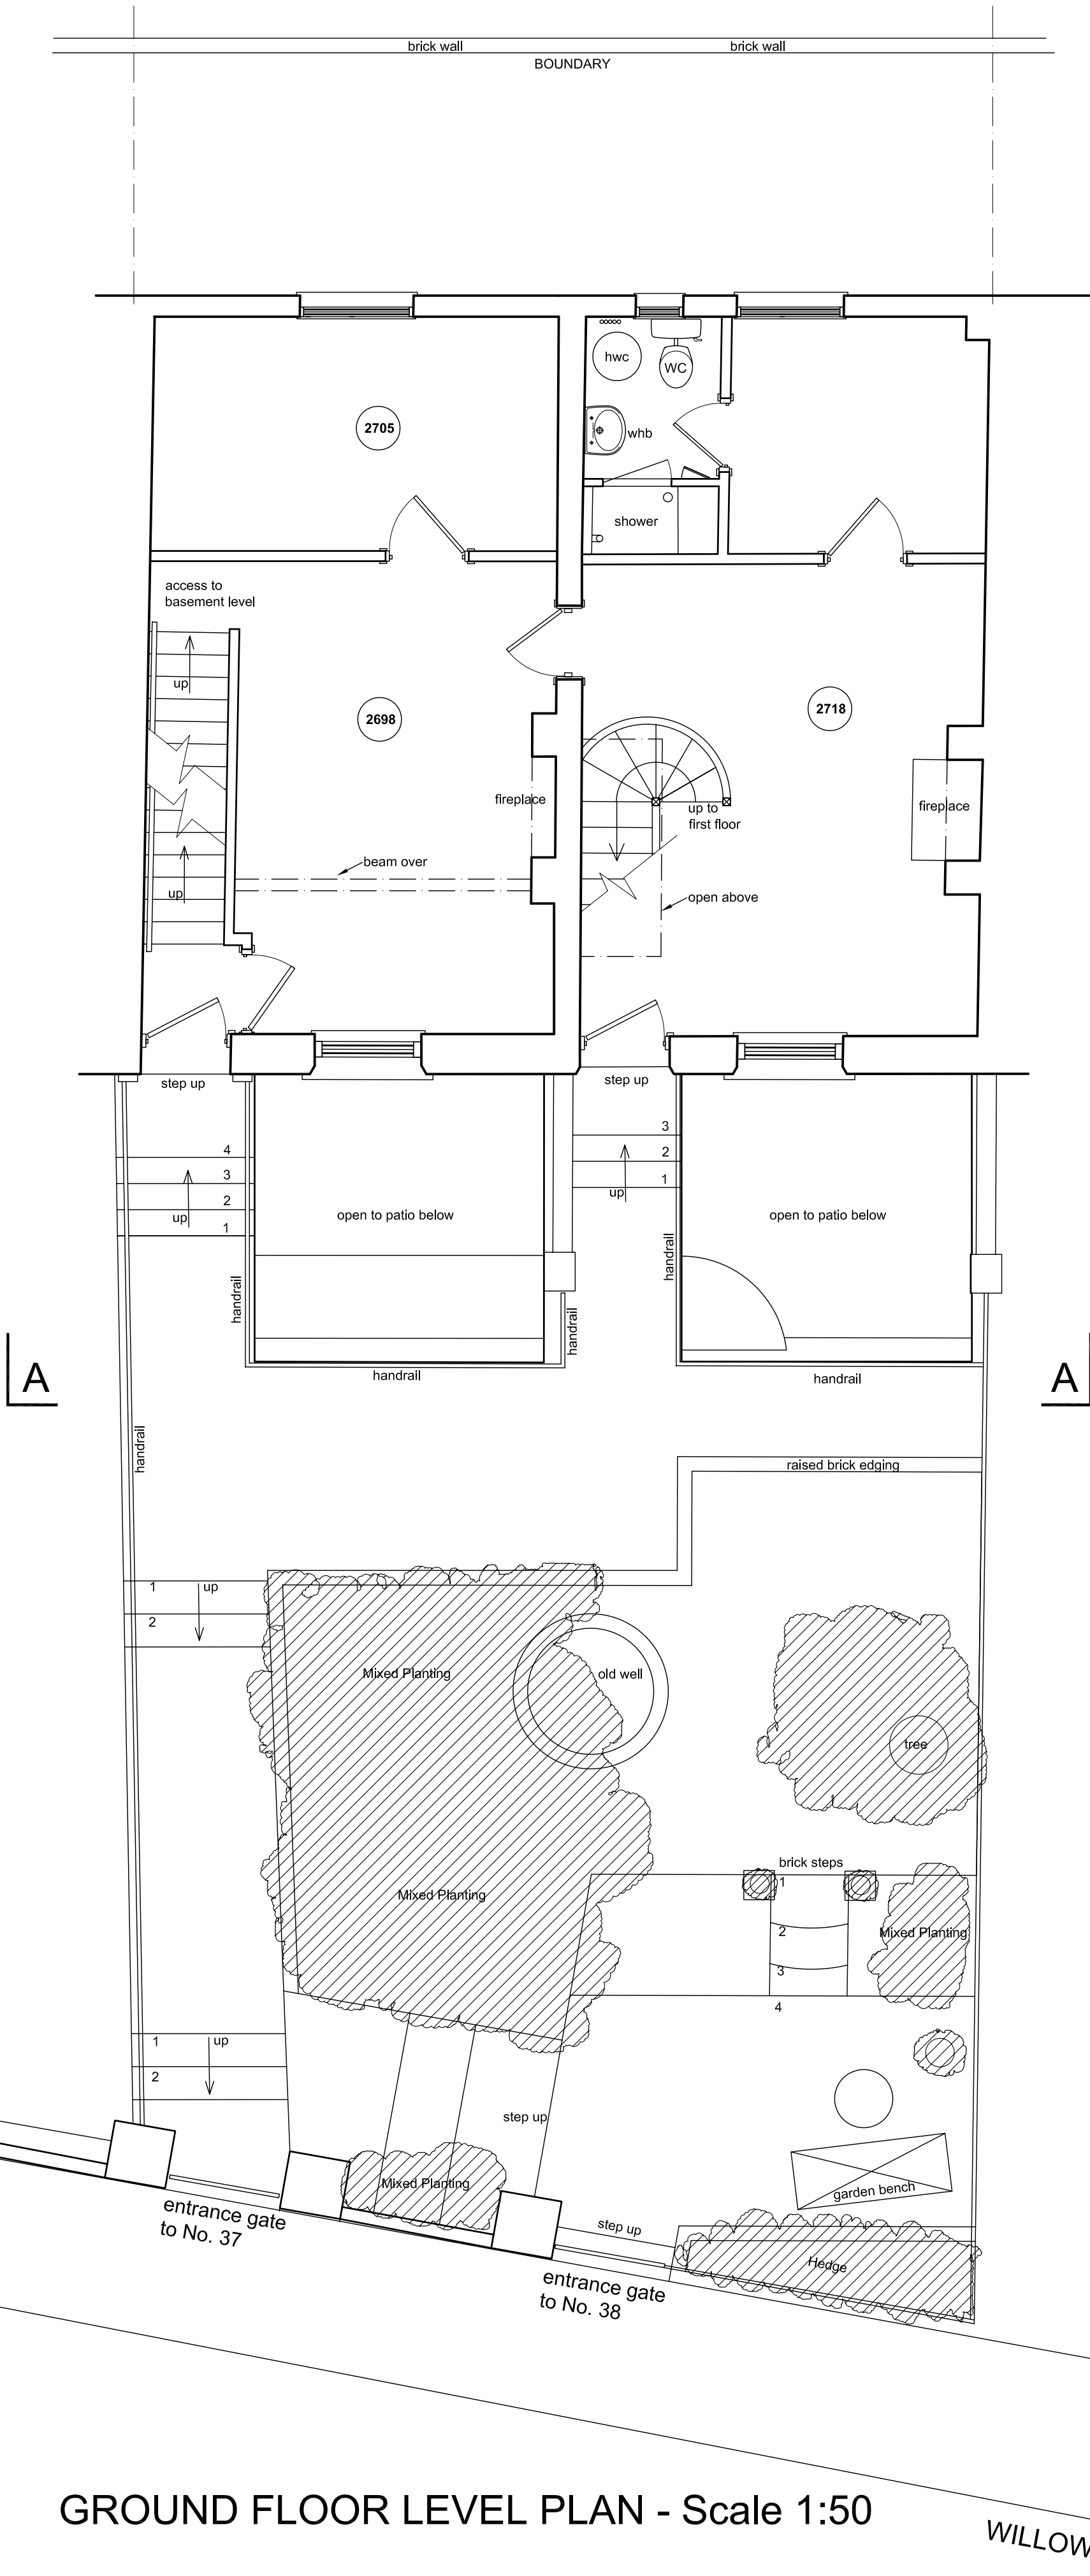 brick wall
brick wall
BOUNDARY
hwc
WC
2705
whb
shower
access to
basement level
up
2698
2718
fireplace
fireplace
up to
first floor
beam over
up
open above
step up
step up
4
3
2
1
up
3
2
1
up
open to patio below
open to patio below
handrail
handrail
handrail
handrail
handrail
A
A
handrail
raised brick edging
1
up
2
Mixed Planting
old well
tree
brick steps
1
Mixed Planting
2
Mixed Planting
3
4
1
up
2
step up
Mixed Planting
garden bench
entrance gate
to No. 37
step up
Hedge
entrance gate
to No. 38
GROUND FLOOR LEVEL PLAN - Scale 1:50
WILLOW